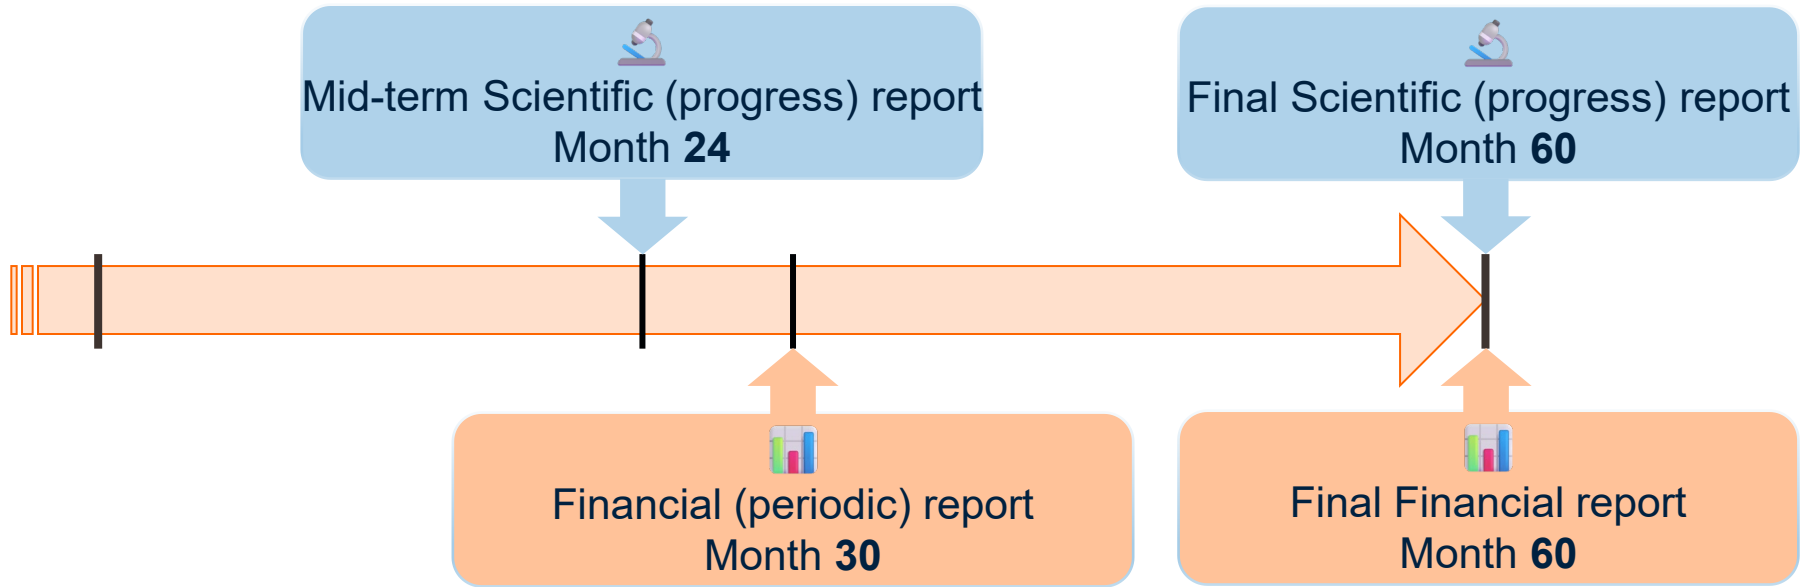 Mid-term Scientific (progress) report
Month 24
Final Scientific (progress) report
Month 60
Financial (periodic) report
Month 30
Final Financial report
Month 60